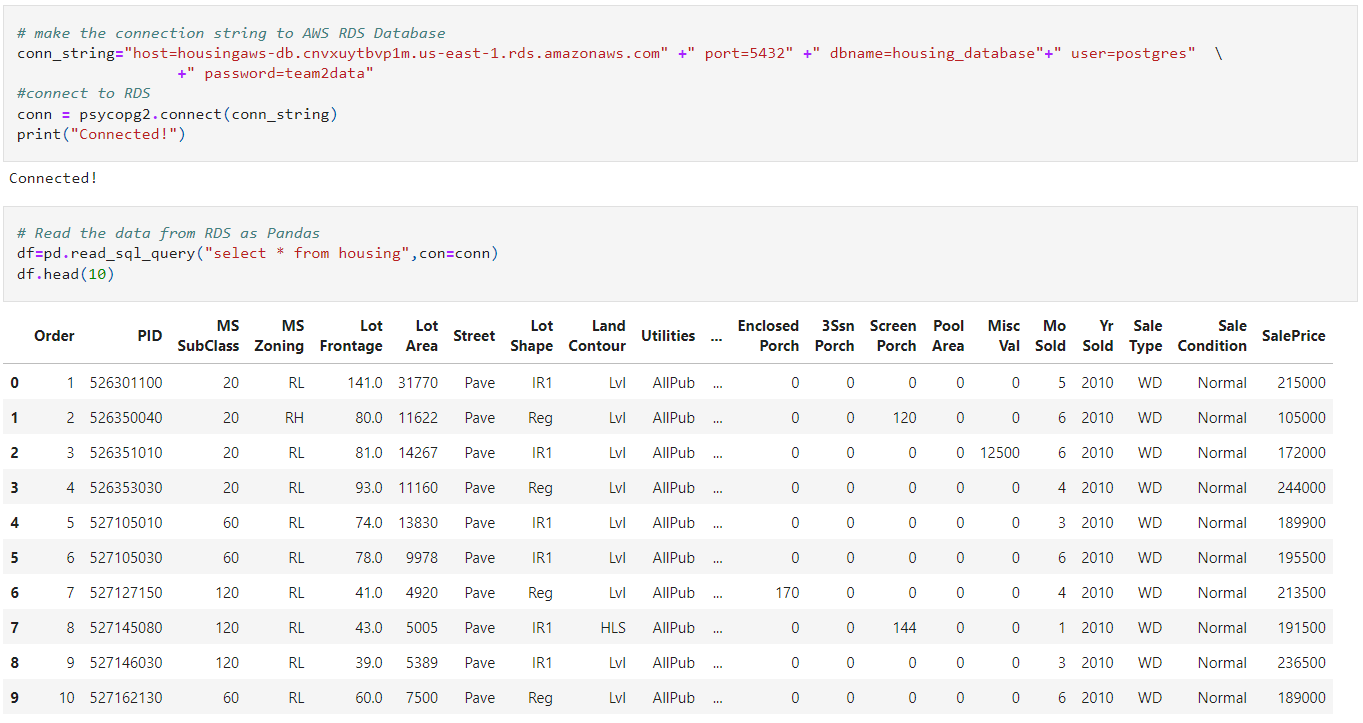 # make the connection string to AWS RDS Database
conn_string="host=housingaws-db.cnvxuytbvp1m.us-east-1.rds.amazonaws.com" +" port=5432" +" dbname=housing_database"+" user=postgres"  \
                  +" password=team2data"
#connect to RDS
conn = psycopg2.connect(conn_string)
print("Connected!")
Connected!
# Read the data from RDS as Pandas
df=pd.read_sql_query("select * from housing",con=conn)
df.head(10)
Order PID MS SubClass MS Zoning Lot Frontage Lot Area Street Lot Shape Land Contour Utilities ... Enclosed Porch 3Ssn Porch Screen Porch Pool Area Misc Val Mo Sold Yr Sold Sale Type Sale Condition SalePrice
0 1 526301100 20 RL 141.0 31770 Pave IR1 Lvl AllPub ... 0 0 0 0 0 5 2010 WD Normal 215000
1 2 526350040 20 RH 80.0 11622 Pave Reg Lvl AllPub ... 0 0 120 0 0 6 2010 WD Normal 105000
2 3 526351010 20 RL 81.0 14267 Pave IR1 Lvl AllPub ... 0 0 0 0 12500 6 2010 WD Normal 172000
3 4 526353030 20 RL 93.0 11160 Pave Reg Lvl AllPub ... 0 0 0 0 0 4 2010 WD Normal 244000
4 5 527105010 60 RL 74.0 13830 Pave IR1 Lvl AllPub ... 0 0 0 0 0 3 2010 WD Normal 189900
5 6 527105030 60 RL 78.0 9978 Pave IR1 Lvl AllPub ... 0 0 0 0 0 6 2010 WD Normal 195500
6 7 527127150 120 RL 41.0 4920 Pave Reg Lvl AllPub ... 170 0 0 0 0 4 2010 WD Normal 213500
7 8 527145080 120 RL 43.0 5005 Pave IR1 HLS AllPub ... 0 0 144 0 0 1 2010 WD Normal 191500
8 9 527146030 120 RL 39.0 5389 Pave IR1 Lvl AllPub ... 0 0 0 0 0 3 2010 WD Normal 236500
9 10 527162130 60 RL 60.0 7500 Pave Reg Lvl AllPub ... 0 0 0 0 0 6 2010 WD Normal 189000